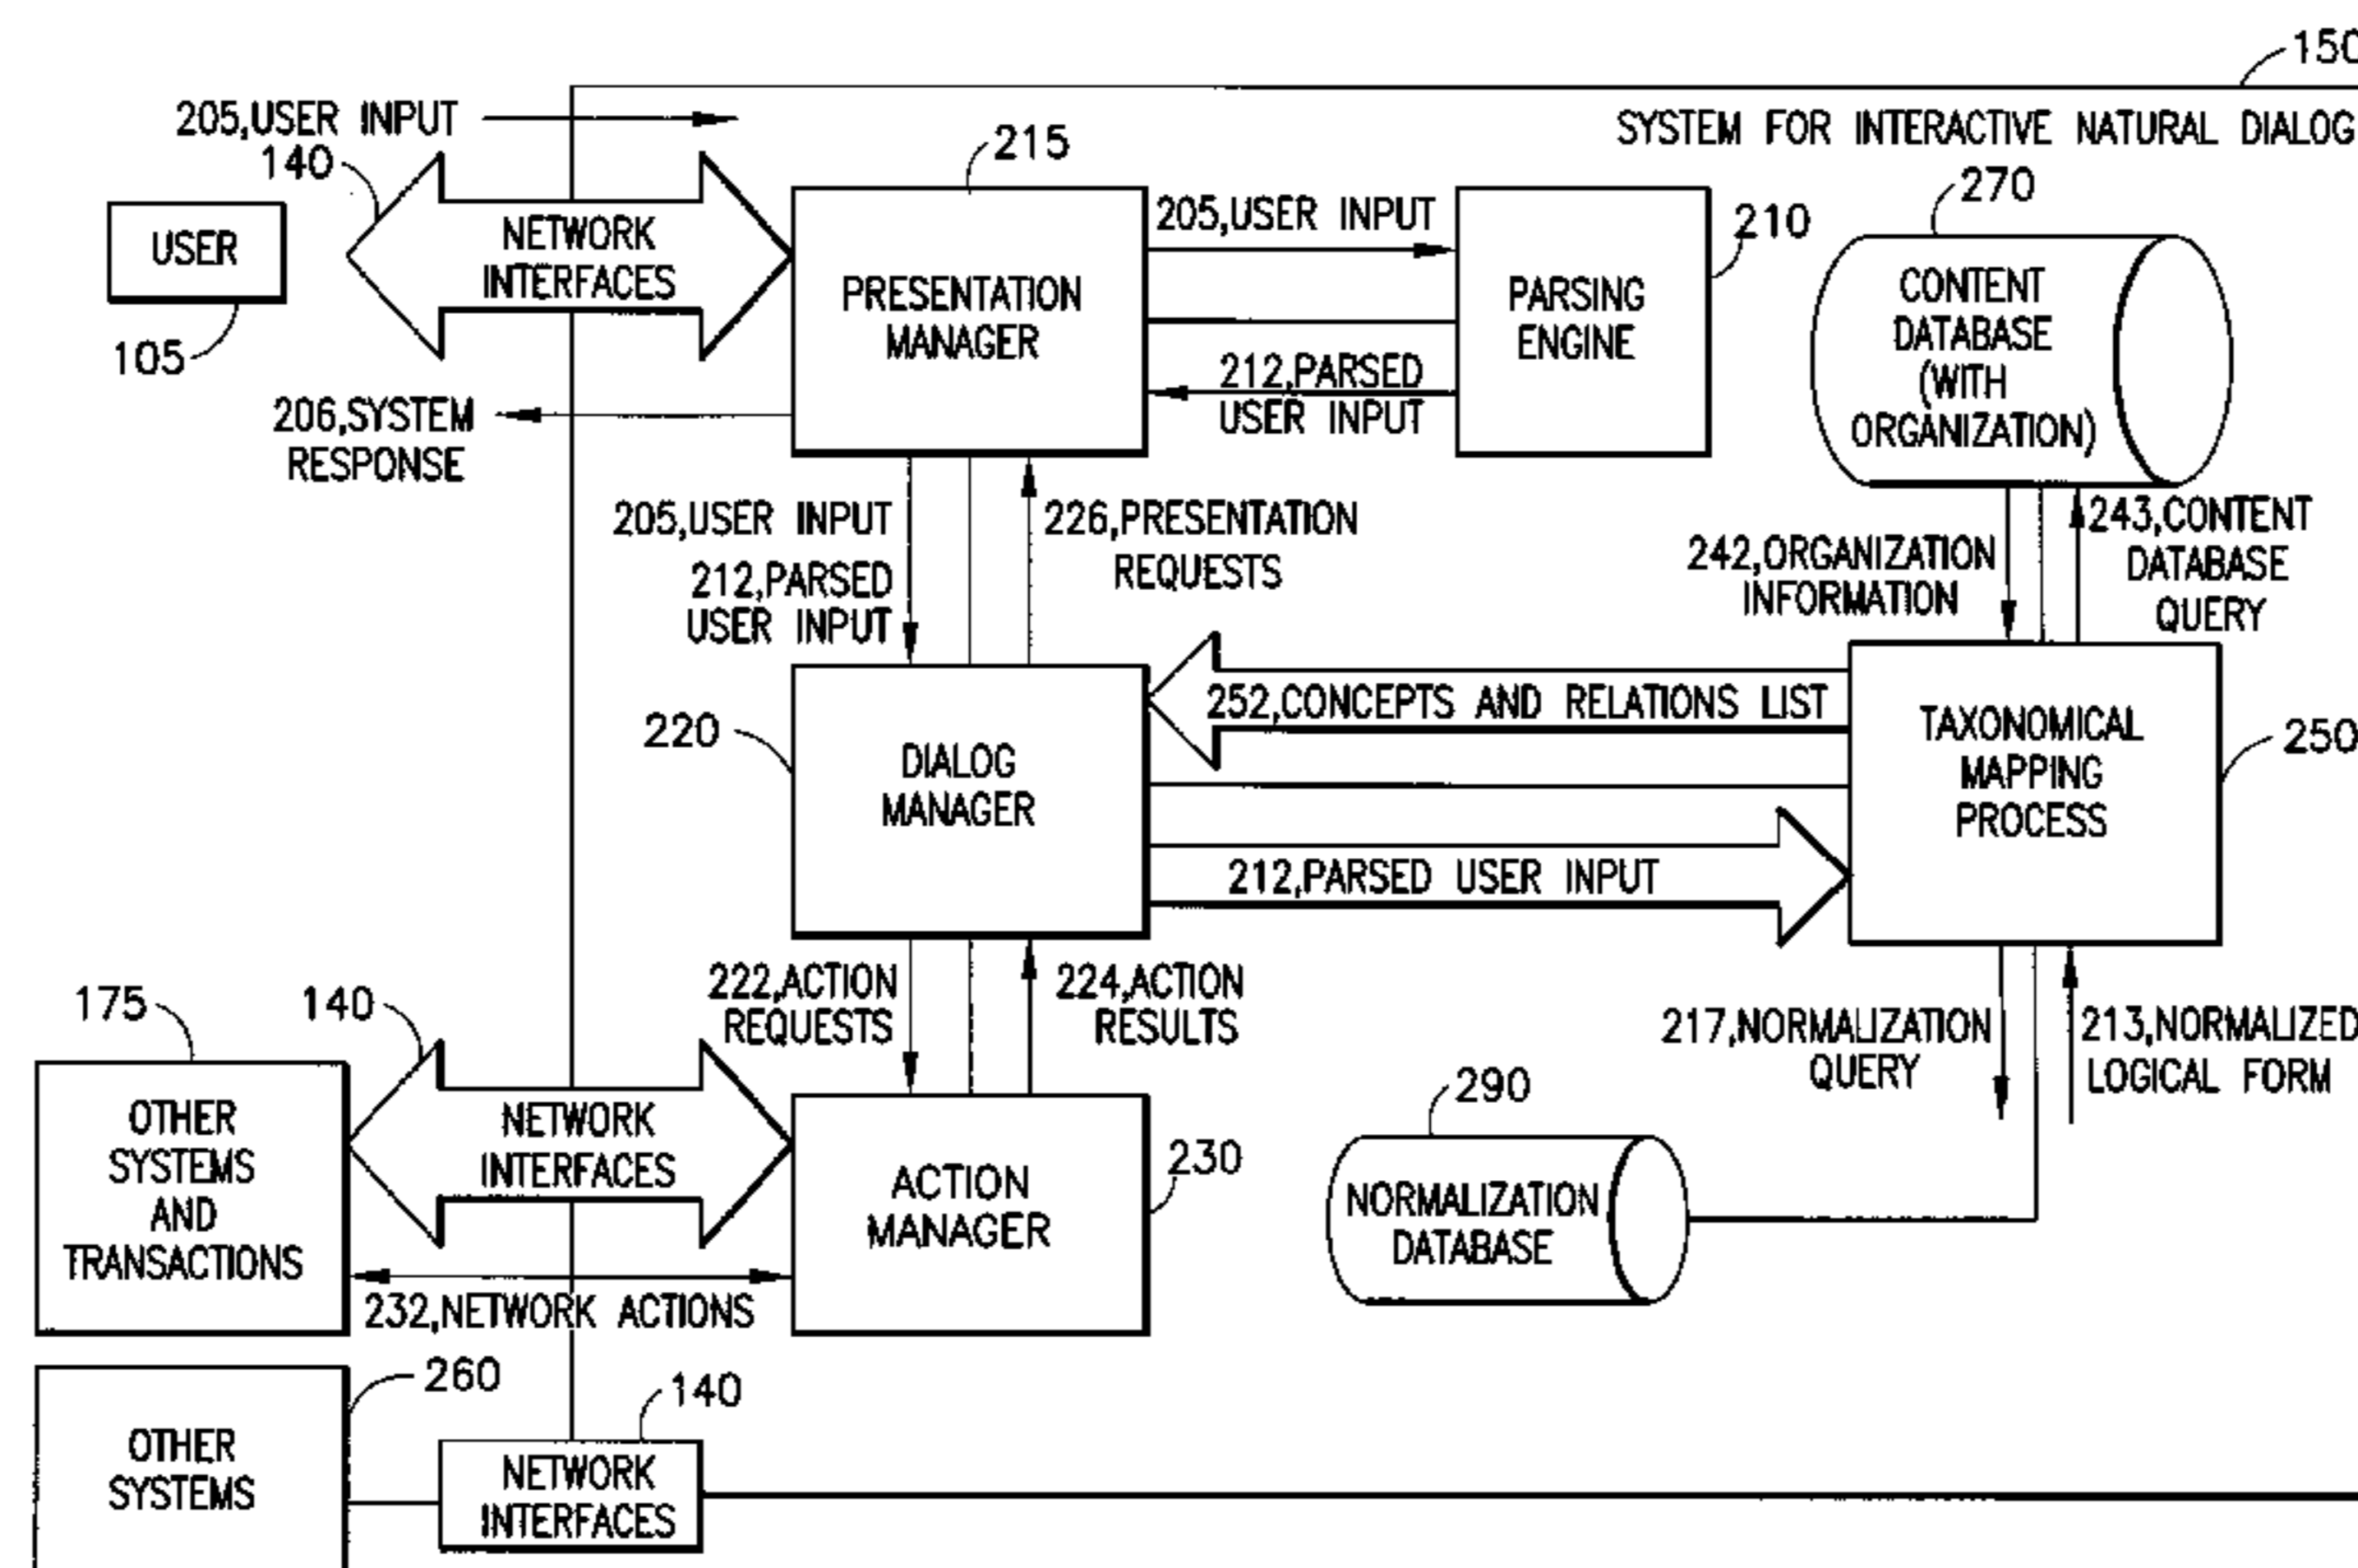 150
SYSTEM FOR INTERACTIVE NATURAL DIALOG
205,USER INPUT
140
215
270
USER
105
NETWORK
INTERFACES
PRESENTATION
MANAGER
205,USER INPUT
212,PARSED
USER INPUT
PARSING
ENGINE
210
CONTENT
DATABASE
(WITH
ORGANIZATION)
206,SYSTEM
RESPONSE
205,USER INPUT
212,PARSED
USER INPUT
226,PRESENTATION
REQUESTS
242,ORGANIZATION
INFORMATION
243,CONTENT
DATABASE
QUERY
220
DIALOG
MANAGER
252,CONCEPTS AND RELATIONS LIST
212,PARSED USER INPUT
TAXONOMICAL
MAPPING
PROCESS
250
222,ACTION
REQUESTS
224,ACTION
RESULTS
217,NORMALIZATION
QUERY
213,NORMALIZED
LOGICAL FORM
175
140
OTHER
SYSTEMS
AND
TRANSACTIONS
NETWORK
INTERFACES
232,NETWORK ACTIONS
ACTION
MANAGER
230
290
NORMALIZATION
DATABASE
260
140
OTHER
SYSTEMS
NETWORK
INTERFACES